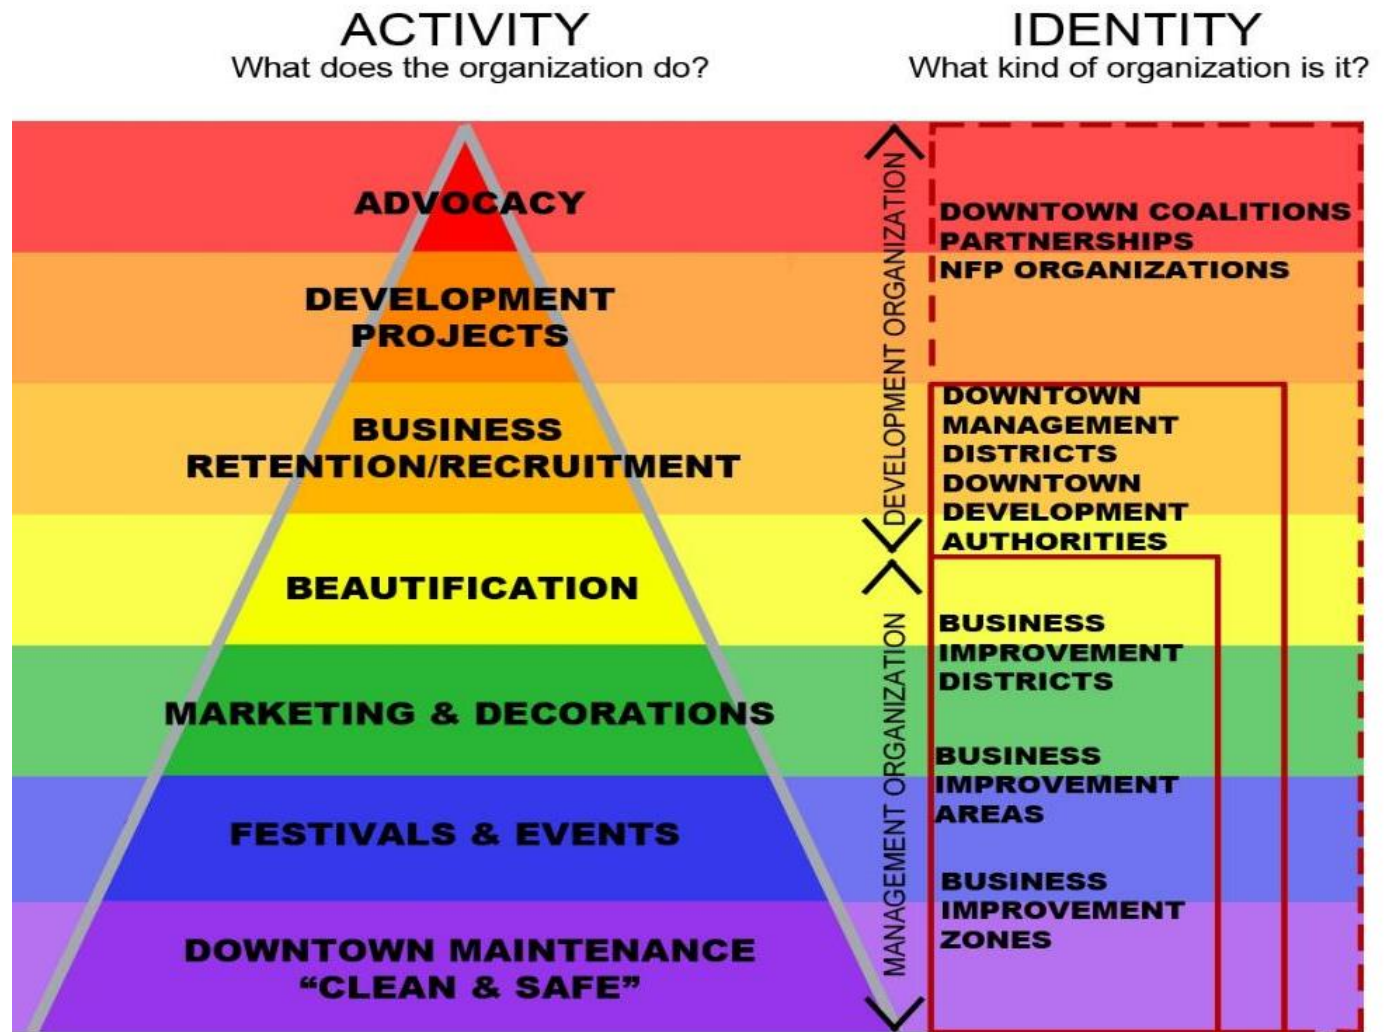 ACTIVITY
What does the organization do?
ADVOCACY
DEVELOPMENT
PROJECTS
BUSINESS
RETENTION/RECRUITMENT
BEAUTIFICATION
MARKETING & DECORATIONS
FESTIVALS & EVENTS
DOWNTOWN MAINTENANCE
“CLEAN & SAFE”
DEVELOPMENT ORGANIZATION
MANAGEMENT ORGANIZATION
IDENTITY
What kind of organization is it?
DOWNTOWN COALITIONS
PARTNERSHIPS
NFP ORGANIZATIONS
DOWNTOWN
MANAGEMENT
DISTRICTS
DOWNTOWN
DEVELOPMENT
AUTHORITIES
BUSINESS
IMPROVEMENT
DISTRICTS
BUSINESS
IMPROVEMENT
AREAS
BUSINESS
IMPROVEMENT
ZONES